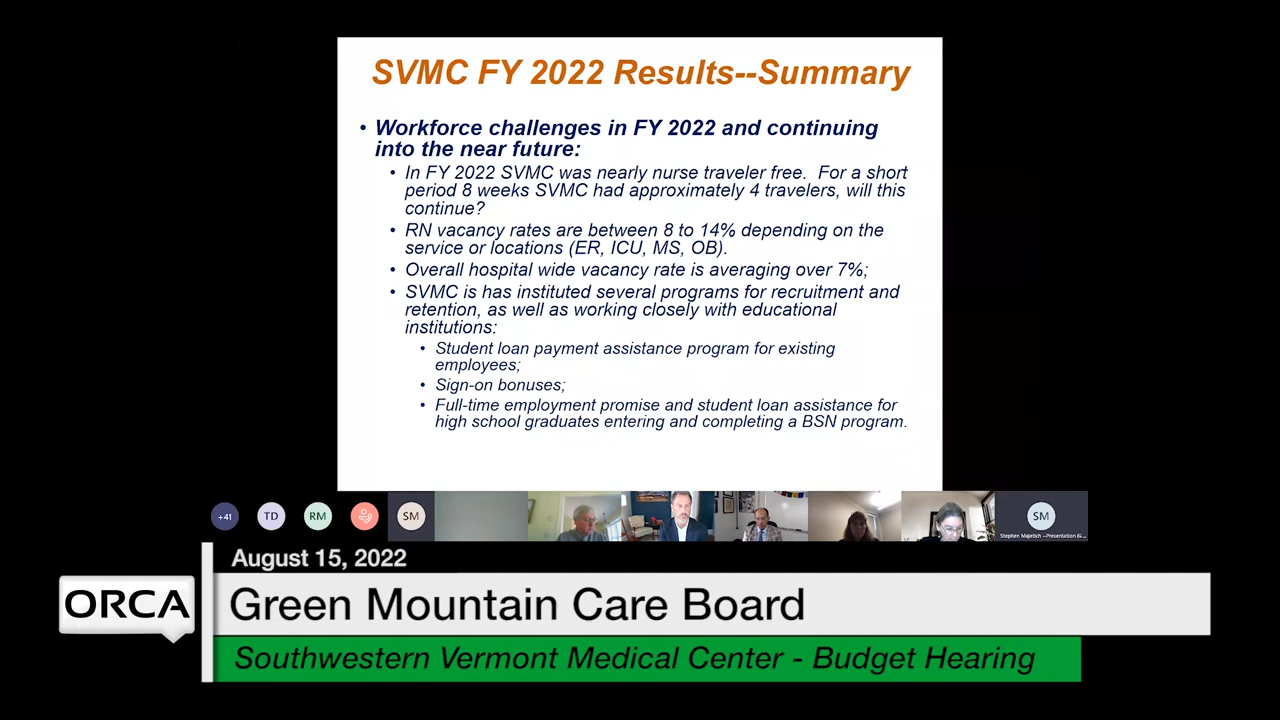 SVMC FY 2022 Results--Summary
• Workforce challenges in FY 2022 and continuing
into the near future:
• In FY 2022 SVMC was nearly nurse traveler free. For a short
period 8 weeks SVMC had approximately 4 travelers, will this
continue?
• RN vacancy rates are between 8 to 14% depending on the
service or locations (ER, ICU, MS, OB).
• Overall hospital wide vacancy rate is averaging over 7%;
• SVMC is has instituted several programs for recruitment and
retention, as well as working closely with educational
institutions:
• Student loan payment assistance program for existing
employees;
• Sign-on bonuses;
• Full-time employment promise and student loan assistance for
high school graduates entering and completing a BSN program.
+41 TD RM SM SM
Stephen Majetich --Presentation
August 15, 2022
ORCA
Green Mountain Care Board
Southwestern Vermont Medical Center - Budget Hearing